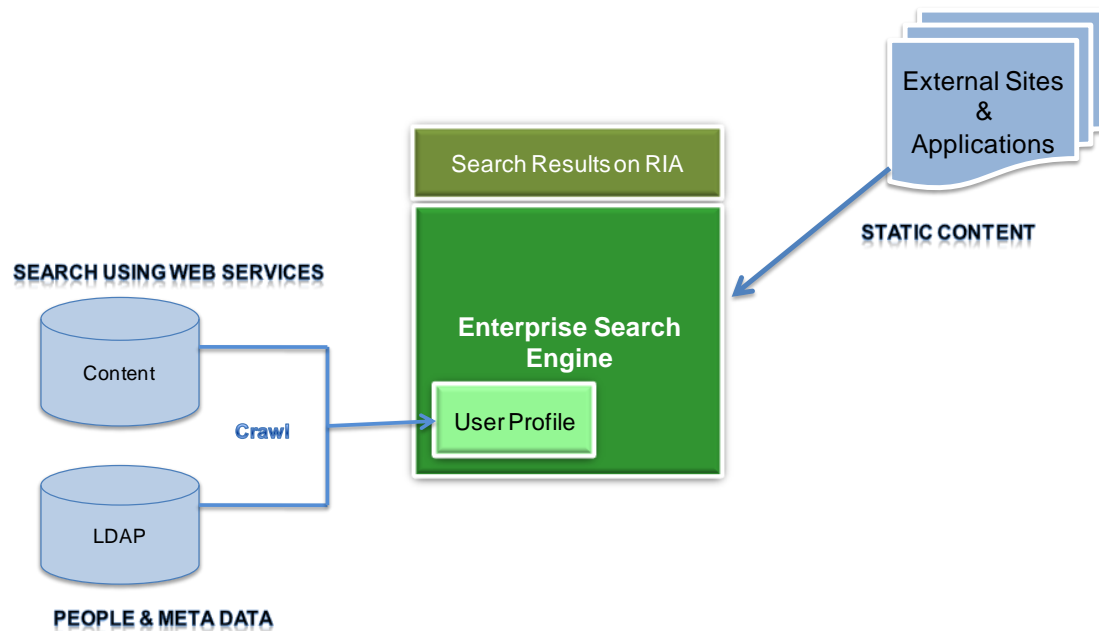 External Sites
&
Applications
STATIC CONTENT
Search Results on RIA
Enterprise Search
Engine
User Profile
SEARCH USING WEB SERVICES
Content
Crawl
LDAP
PEOPLE & META DATA